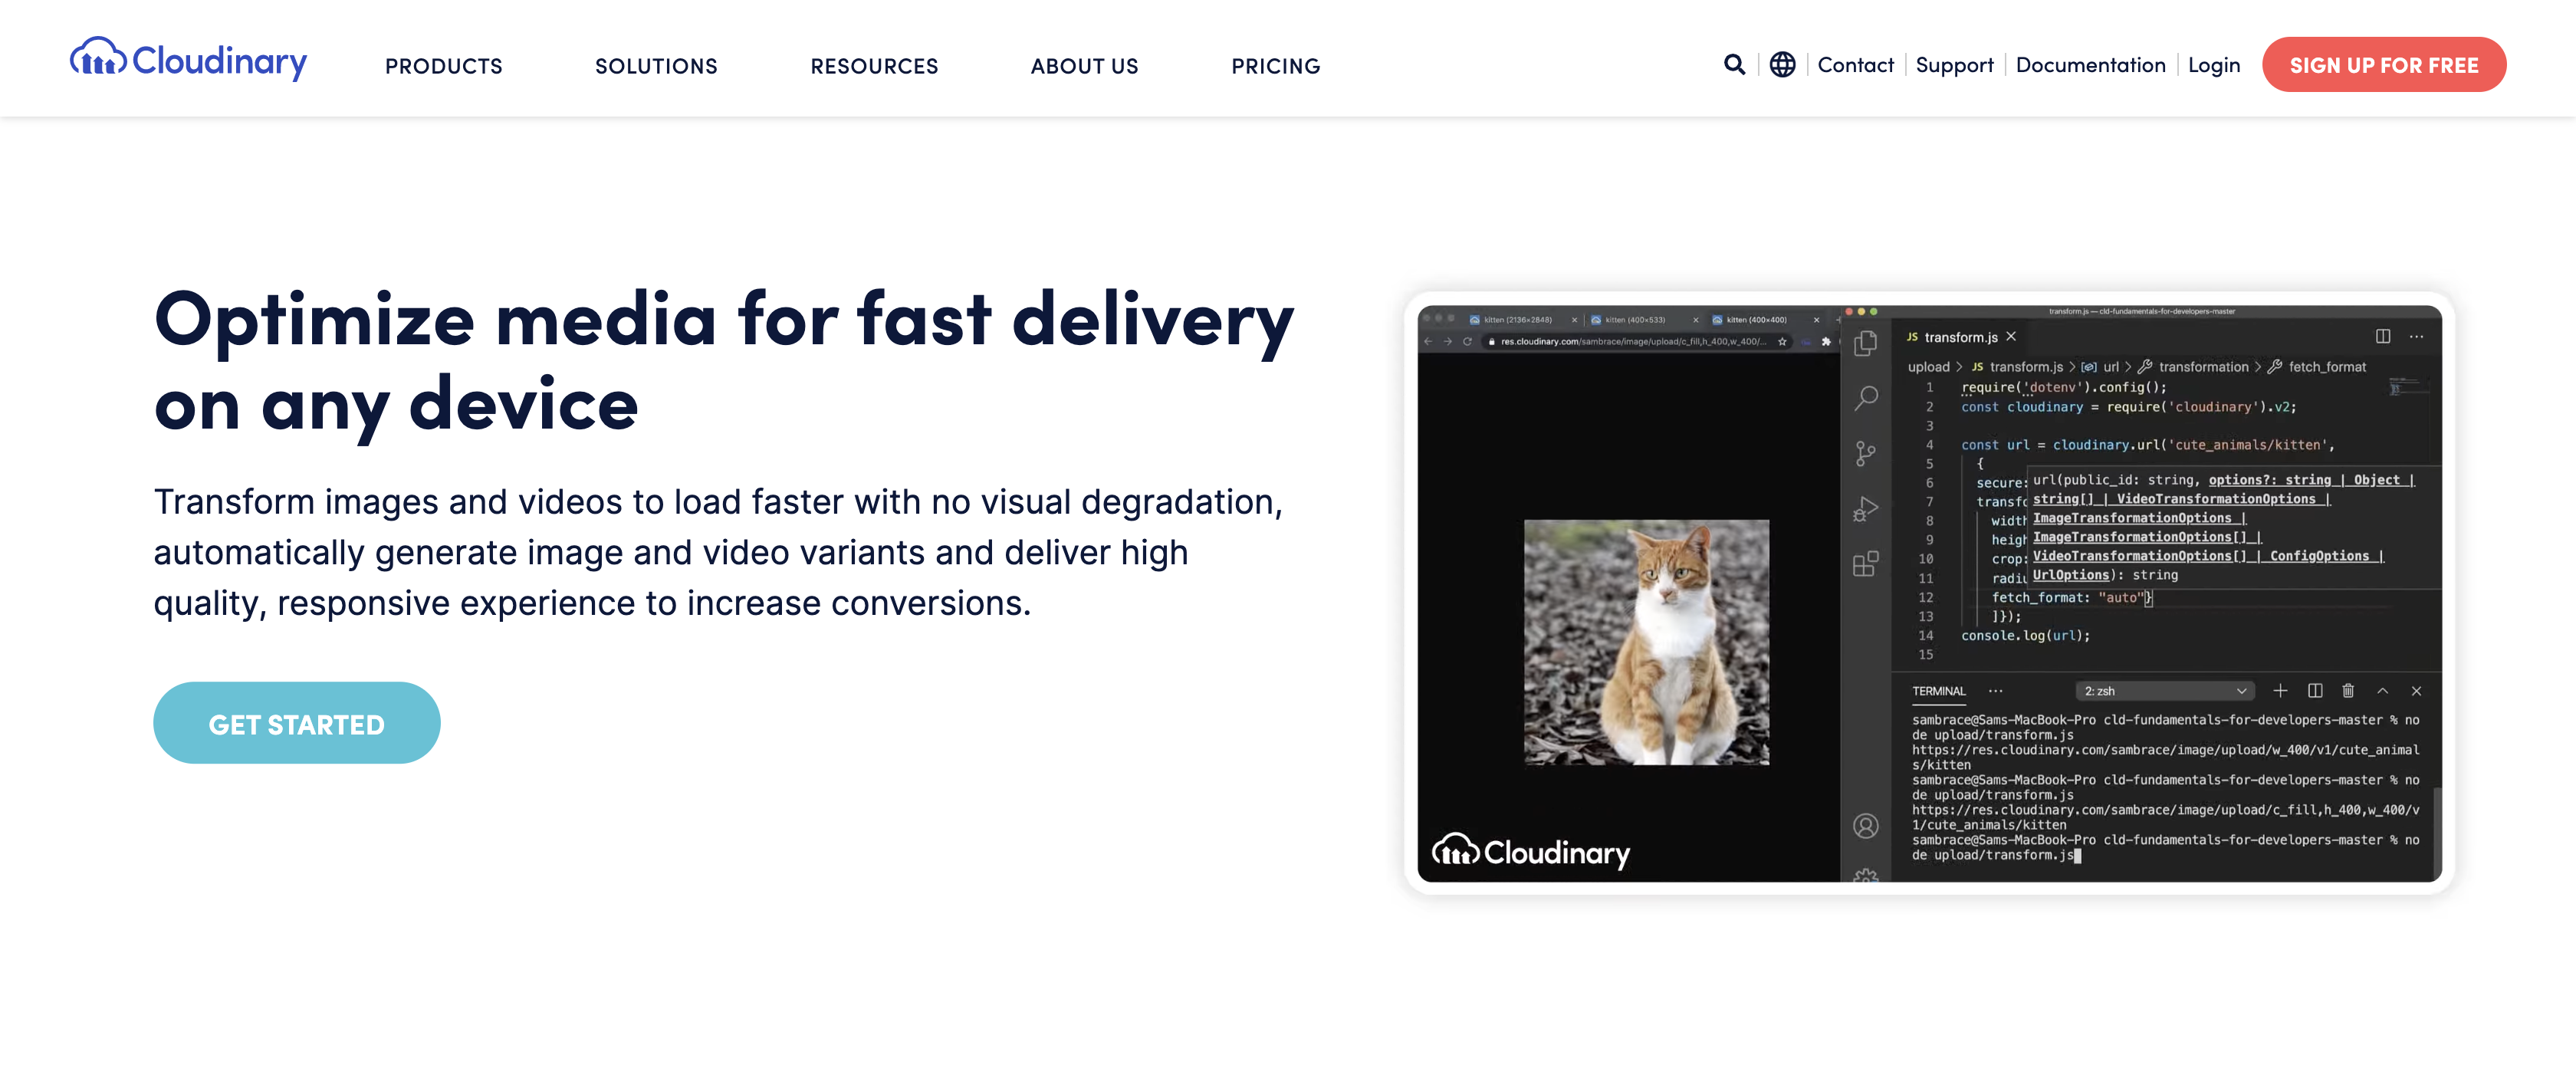 Cloudinary
PRODUCTS
SOLUTIONS
RESOURCES
ABOUT US
PRICING
Contact
Support
Documentation
Login
SIGN UP FOR FREE
Optimize media for fast delivery
on any device
Transform images and videos to load faster with no visual degradation,
automatically generate image and video variants and deliver high
quality, responsive experience to increase conversions.
GET STARTED
kitten (2136×2848)
kitten (400×533)
kitten (400×400)
res.cloudinary.com/sambrace/image/upload/c_fill,h_400,w_400/...
Cloudinary
transform.js — cld-fundamentals-for-developers-master
JS transform.js
upload > JS transform.js > url > transformation > fetch_format
1 require('dotenv').config();
2 const cloudinary = require('cloudinary').v2;
3
4 const url = cloudinary.url('cute_animals/kitten',
5 {
6 secure: url(public_id: string, options?: string | Object |
7 transf string[] | VideoTransformationOptions |
8 width ImageTransformationOptions |
9 heigh ImageTransformationOptions[] |
10 crop: VideoTransformationOptions[] | ConfigOptions |
11 radiu UrlOptions): string
12 fetch_format: "auto"}
13 ]});
14 console.log(url);
15
TERMINAL ... 2: zsh
sambrace@Sams-MacBook-Pro cld-fundamentals-for-developers-master % no
de upload/transform.js
https://res.cloudinary.com/sambrace/image/upload/w_400/v1/cute_animal
s/kitten
sambrace@Sams-MacBook-Pro cld-fundamentals-for-developers-master % no
de upload/transform.js
https://res.cloudinary.com/sambrace/image/upload/c_fill,h_400,w_400/v
1/cute_animals/kitten
sambrace@Sams-MacBook-Pro cld-fundamentals-for-developers-master % no
de upload/transform.js